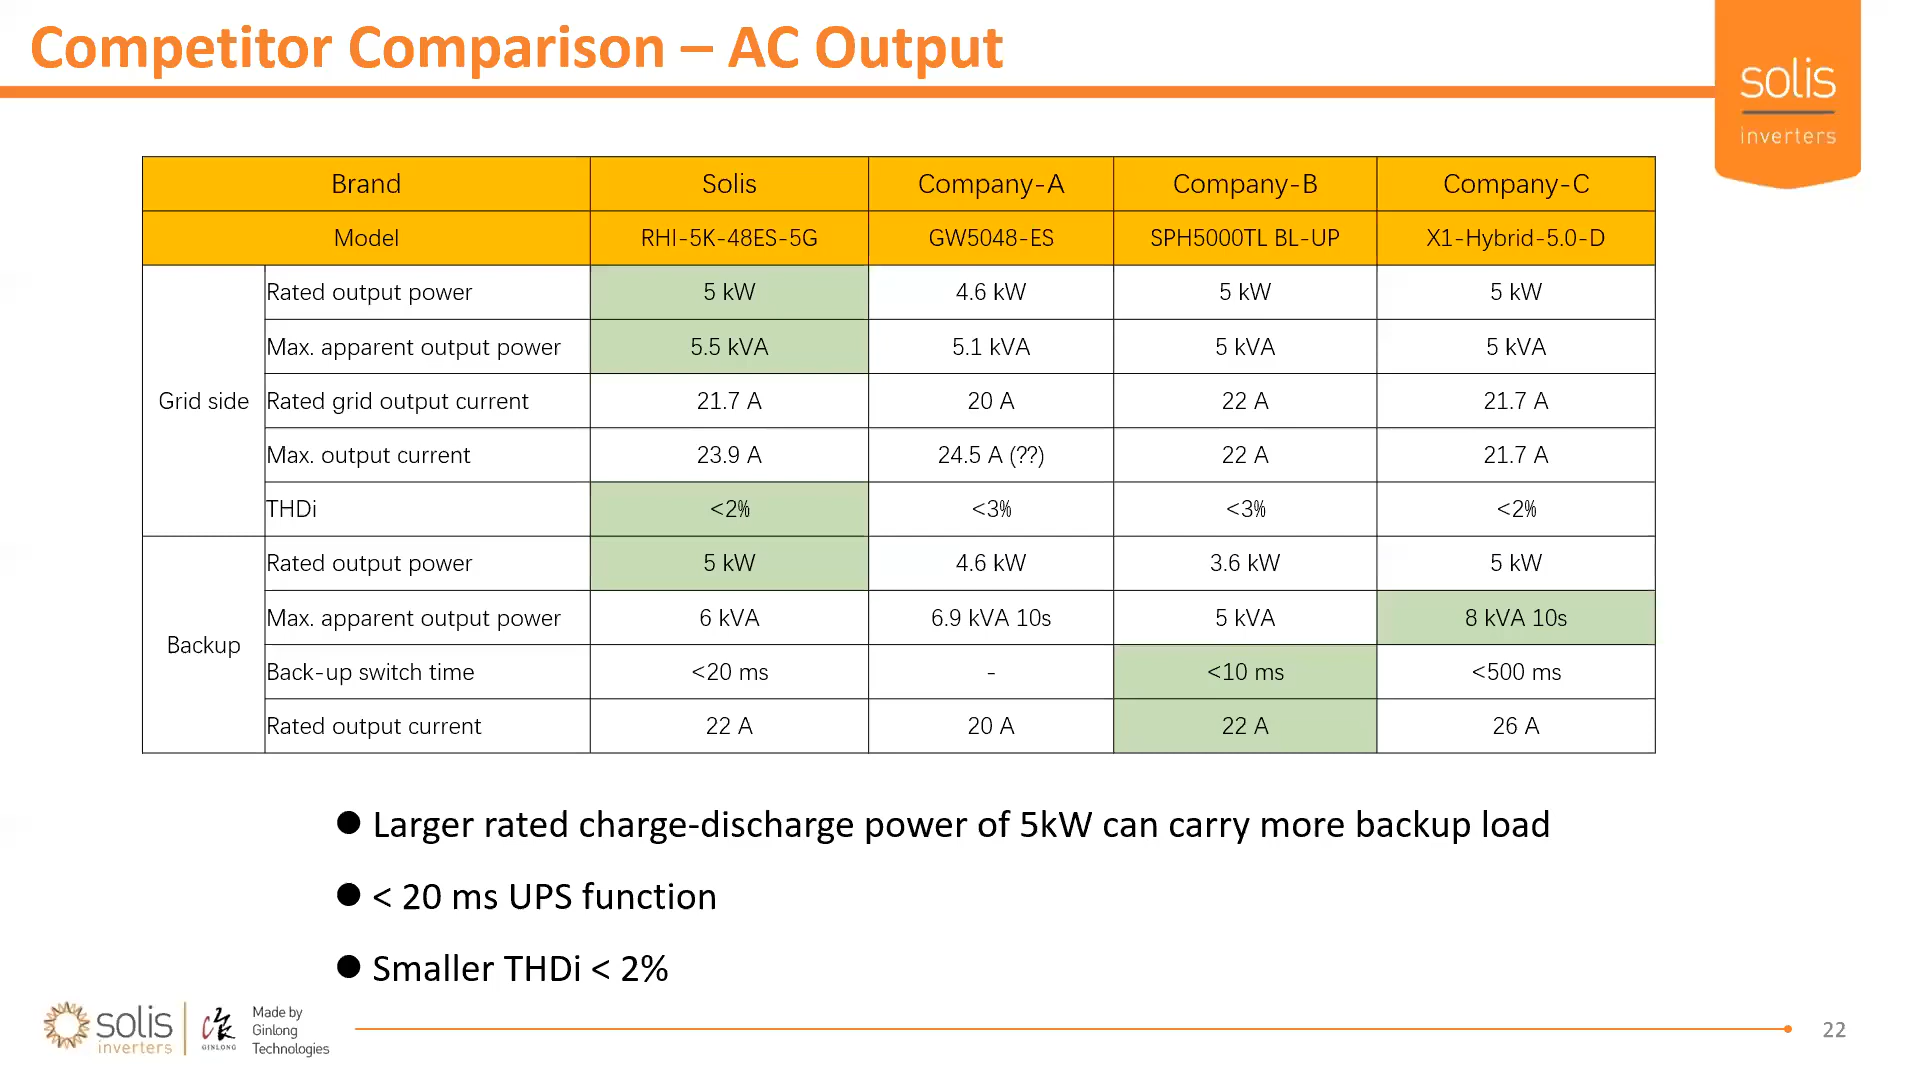 Competitor Comparison – AC Output
solis
inverters
Brand Solis Company-A Company-B Company-C
Model RHI-5K-48ES-5G GW5048-ES SPH5000TL BL-UP X1-Hybrid-5.0-D
Grid side
Rated output power 5 kW 4.6 kW 5 kW 5 kW
Max. apparent output power 5.5 kVA 5.1 kVA 5 kVA 5 kVA
Rated grid output current 21.7 A 20 A 22 A 21.7 A
Max. output current 23.9 A 24.5 A (??) 22 A 21.7 A
THDi <2% <3% <3% <2%
Backup
Rated output power 5 kW 4.6 kW 3.6 kW 5 kW
Max. apparent output power 6 kVA 6.9 kVA 10s 5 kVA 8 kVA 10s
Back-up switch time <20 ms - <10 ms <500 ms
Rated output current 22 A 20 A 22 A 26 A
● Larger rated charge-discharge power of 5kW can carry more backup load
● < 20 ms UPS function
● Smaller THDi < 2%
solis
inverters
GINLONG
Made by
Ginlong
Technologies
22